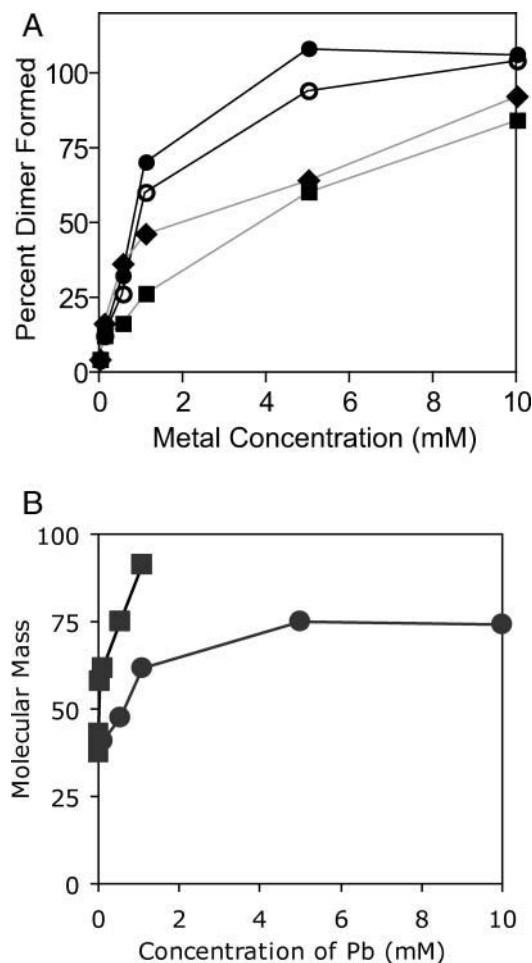 A
100
75
50
25
0
Percent Dimer Formed
0 2 4 6 8 10
Metal Concentration (mM)
B
100
75
50
25
0
Molecular Mass
0 2 4 6 8 10
Concentration of Pb (mM)